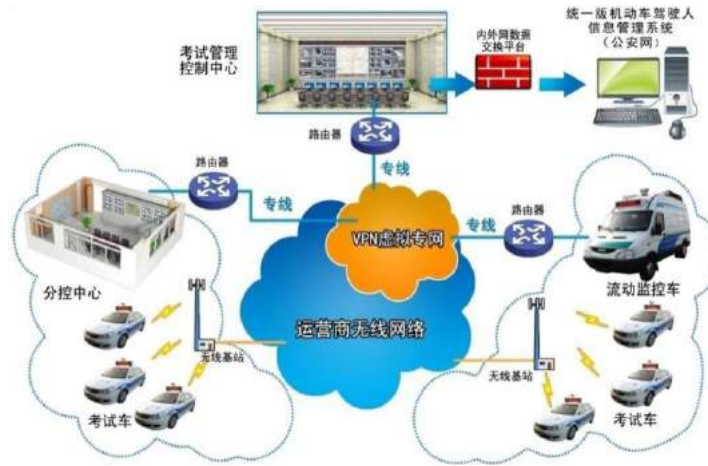 考试管理
控制中心
内外网数据
交换平台
统一版机动车驾驶人
信息管理系统
（公安网）
路由器
专线
路由器
专线
VPN虚拟专网
专线
路由器
分控中心
流动监控车
运营商无线网络
无线基站
无线基站
考试车
考试车